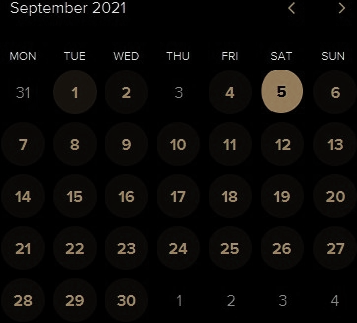 September 2021 < >
MON TUE WED THU FRI SAT SUN
31 1 2 3 4 5 6
7 8 9 10 11 12 13
14 15 16 17 18 19 20
21 22 23 24 25 26 27
28 29 30 1 2 3 4